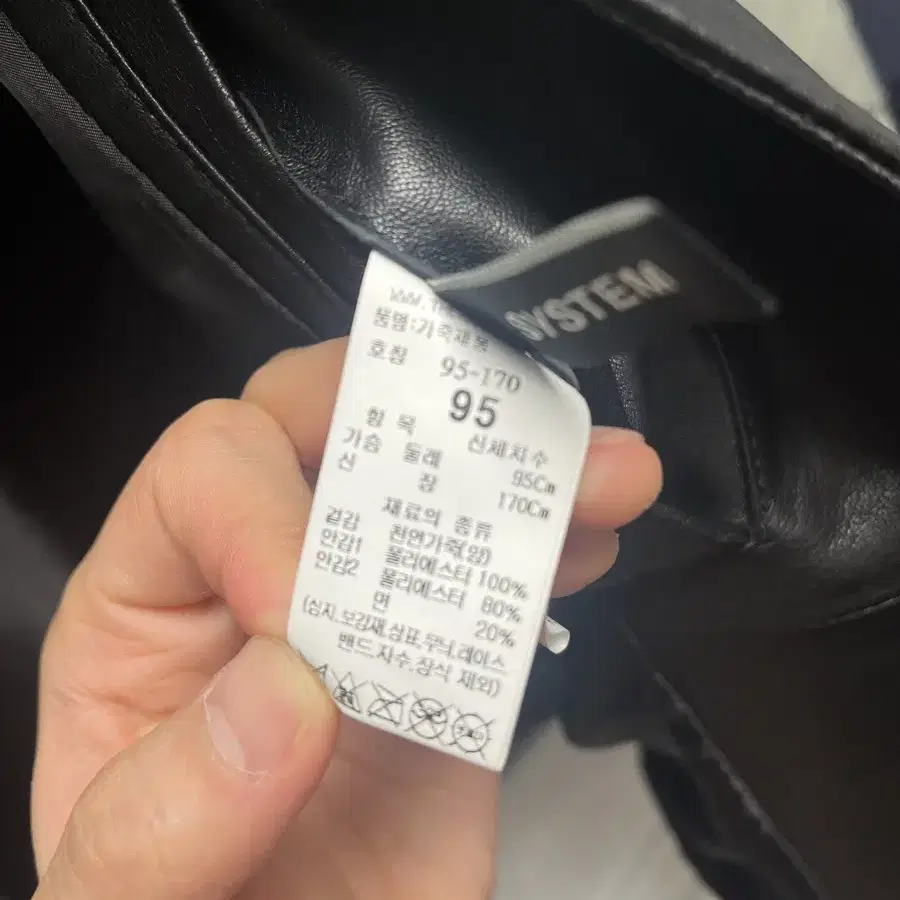 SYSTEM
품명:가죽재봉
호칭 95-170
95
항 목 신체치수
가슴 둘레 95Cm
신 장 170Cm
재료의 종류
겉감 천연가죽(양)
안감1 폴리에스터 100%
안감2 폴리에스터 80%
면 20%
(심지.보강재.상표.무늬.레이스
밴드.자수.장식 제외)